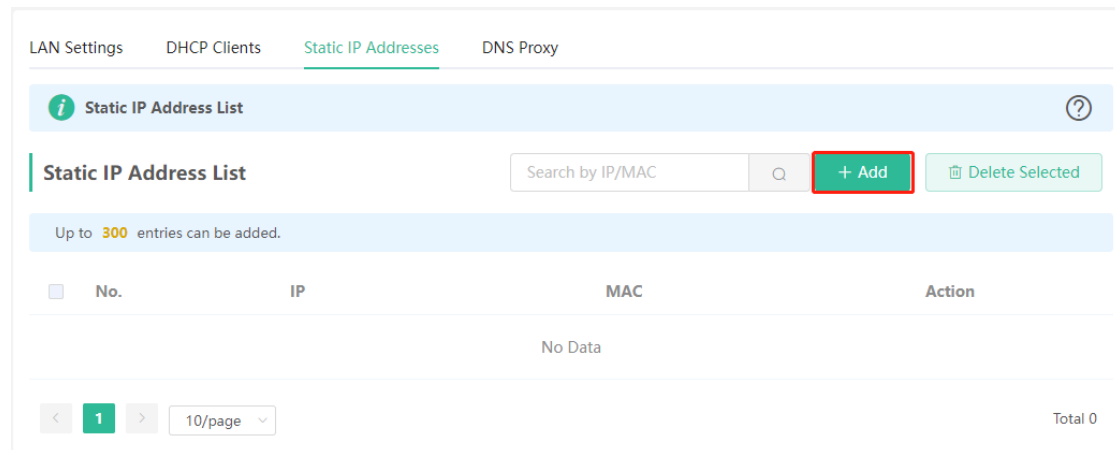 LAN Settings DHCP Clients Static IP Addresses DNS Proxy
i Static IP Address List ?
Static IP Address List Search by IP/MAC + Add Delete Selected
Up to 300 entries can be added.
No. IP MAC Action
No Data
< 1 > 10/page Total 0